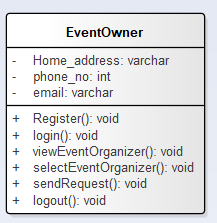 EventOwner
- Home_address: varchar
- phone_no: int
- email: varchar
+ Register(): void
+ login(): void
+ viewEventOrganizer(): void
+ selectEventOrganizer(): void
+ sendRequest(): void
+ logout(): void